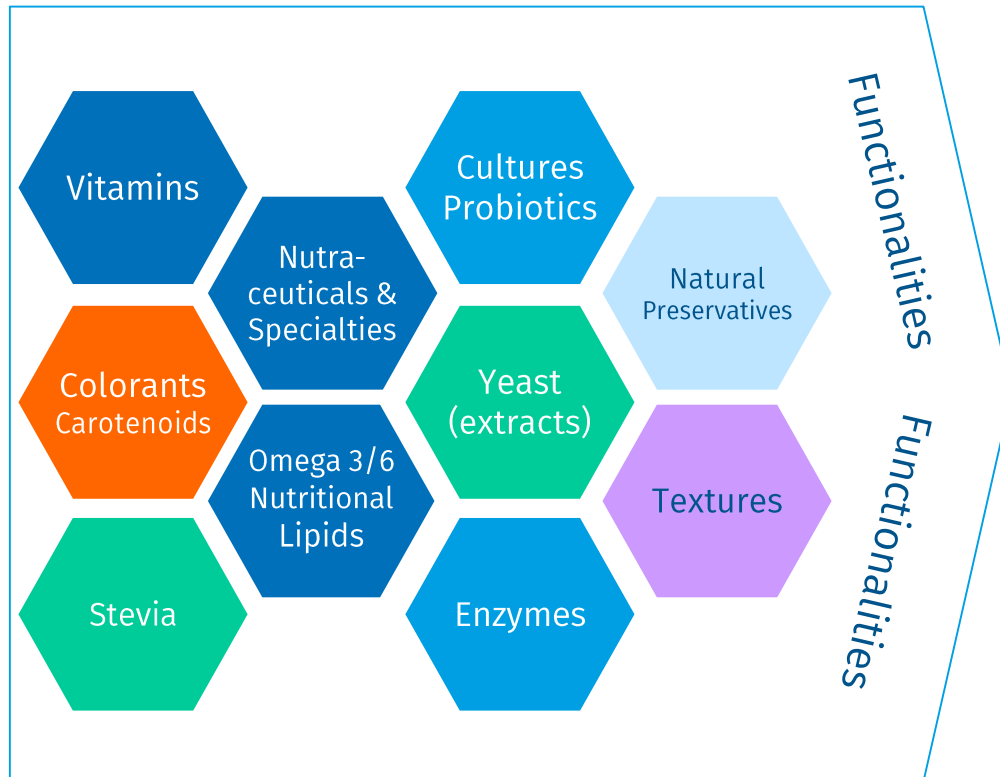 Vitamins
Nutra-
ceuticals &
Specialties
Colorants
Carotenoids
Omega 3/6
Nutritional
Lipids
Stevia
Cultures
Probiotics
Natural
Preservatives
Yeast
(extracts)
Textures
Enzymes
Functionalities
Functionalities